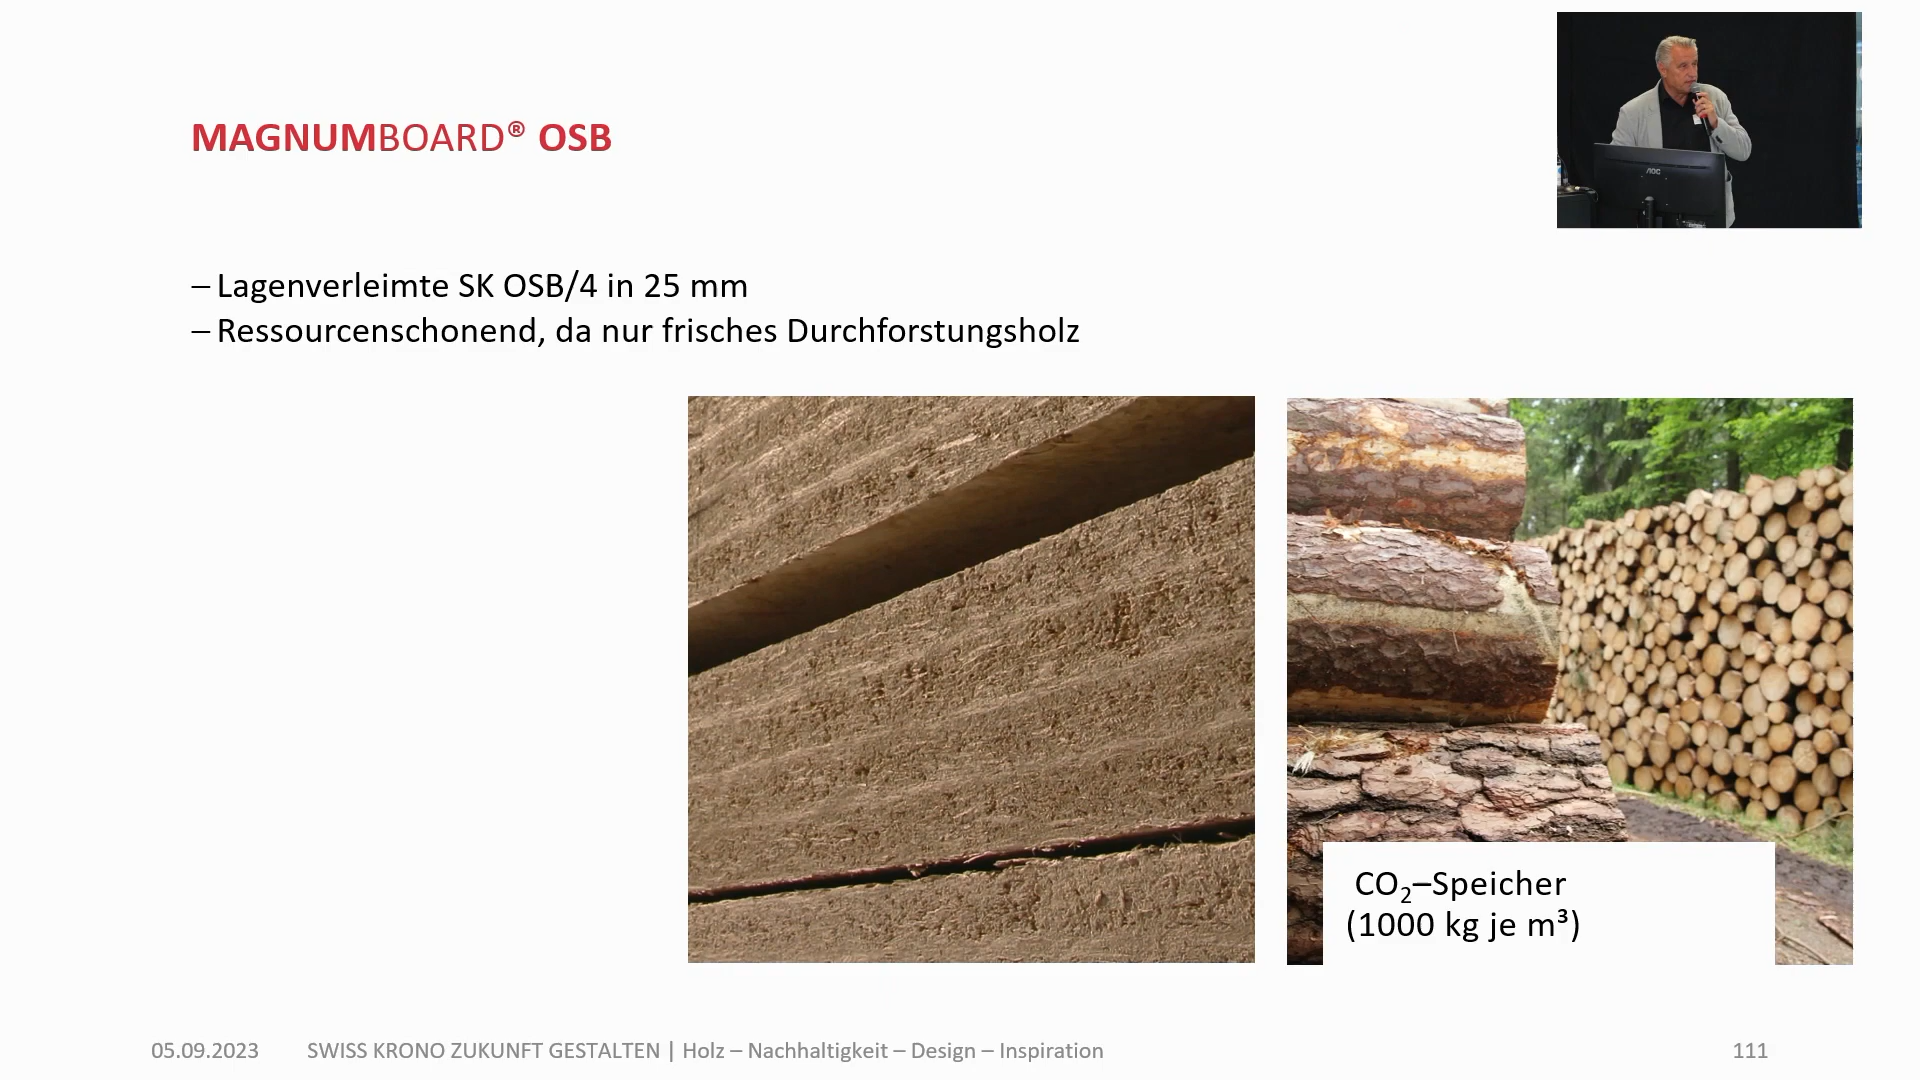 MAGNUMBOARD® OSB
AOC
– Lagenverleimte SK OSB/4 in 25 mm
– Ressourcenschonend, da nur frisches Durchforstungsholz
CO₂–Speicher
(1000 kg je m³)
05.09.2023 SWISS KRONO ZUKUNFT GESTALTEN | Holz – Nachhaltigkeit – Design – Inspiration 111